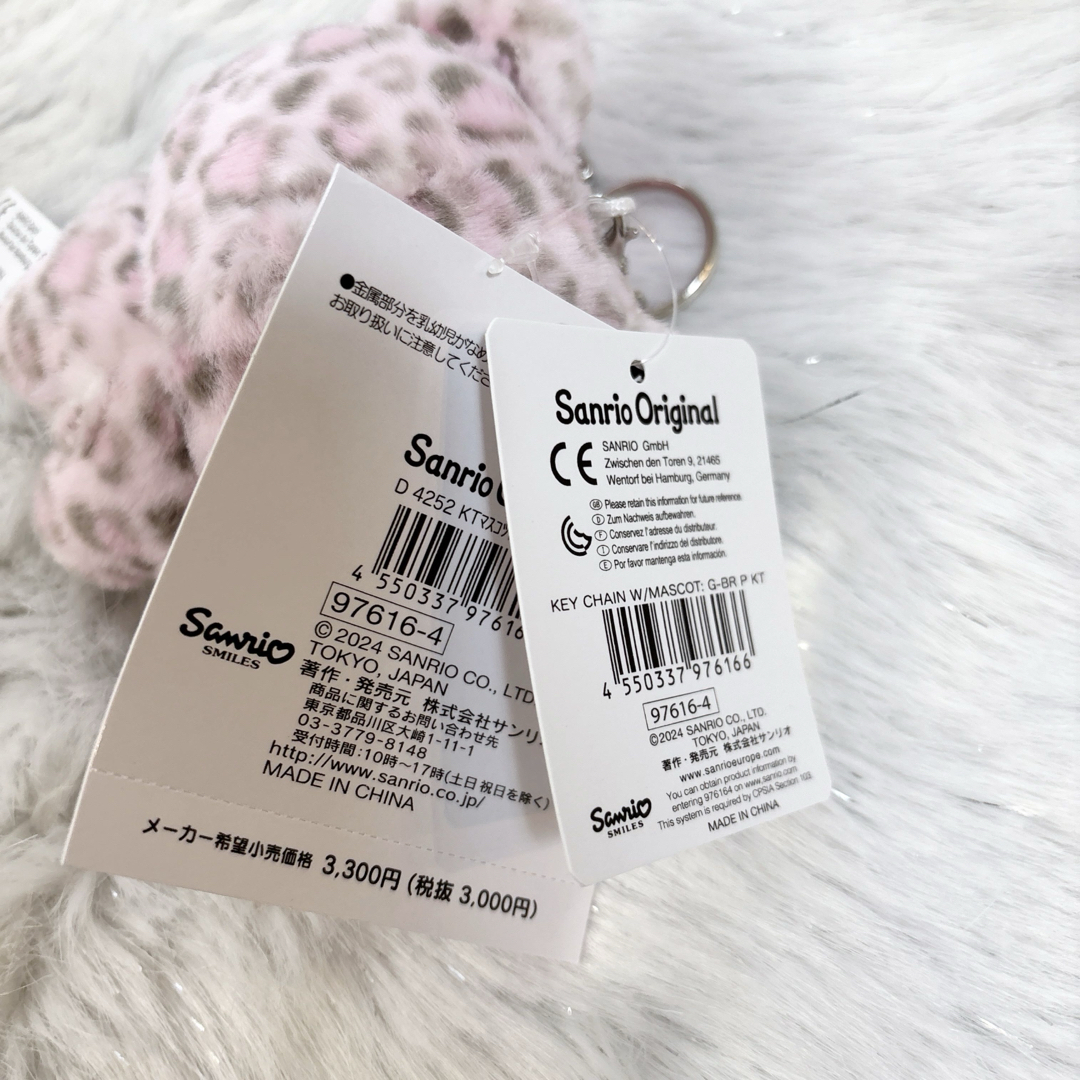 ●金属部分を乳幼児がなめ
お取り扱いに注意してくださ
Sanrio
D 4252 KTマスコッ
4 550337 97616
97616-4
© 2024 SANRIO CO., LTD.
TOKYO, JAPAN
著作・発売元 株式会社サンリオ
商品に関するお問い合わせ先
東京都品川区大崎1-11-1
03-3779-8148
受付時間:10時〜17時(土日祝日を除く)
http://www.sanrio.co.jp/
MADE IN CHINA
Sanrio
SMILES
メーカー希望小売価格 3,300円 (税抜 3,000円)
Sanrio Original
CE
SANRIO GmbH
Zwischen den Toren 9, 21465
Wentorf bei Hamburg, Germany
GB Please retain this information for future reference.
D Zum Nachweis aufbewahren.
F Conservez l'adresse du distributeur.
I Conservare l'indirizzo del distributore.
E Por favor mantenga esta información.
KEY CHAIN W/MASCOT: G-BR P KT
4 550337 976166
97616-4
©2024 SANRIO CO., LTD.
TOKYO, JAPAN
著作・発売元 株式会社サンリオ
www.sanrioeurope.com
You can obtain product information by
entering 976164 on www.sanrio.com
This system is required by CPSIA Section 103.
MADE IN CHINA
Sanrio
SMILES